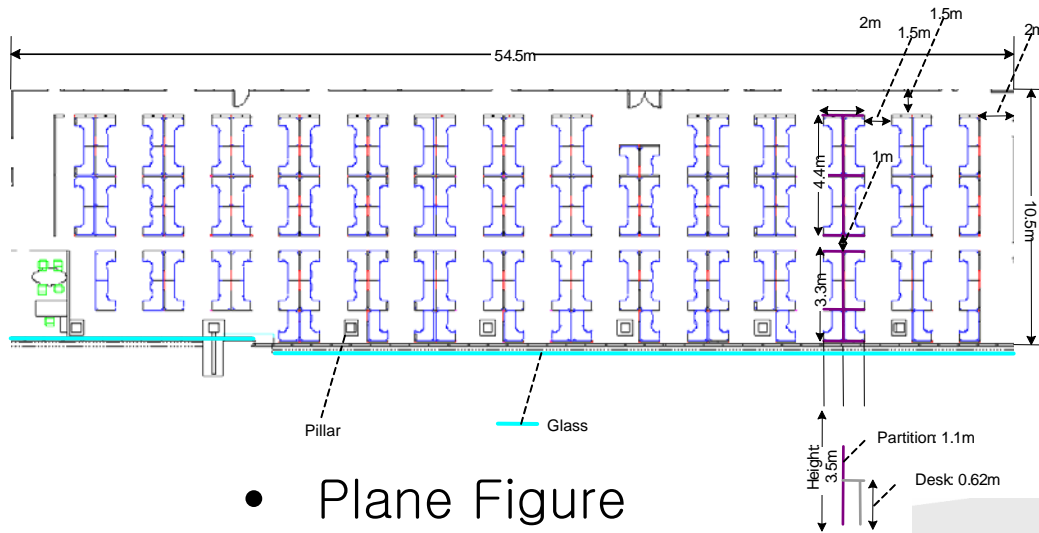 2m
1.5m
1.5m
2m
54.5m
4.4m
1m
10.5m
3.3m
Pillar
Glass
Height:
3.5m
Partition: 1.1m
Desk: 0.62m
• Plane Figure